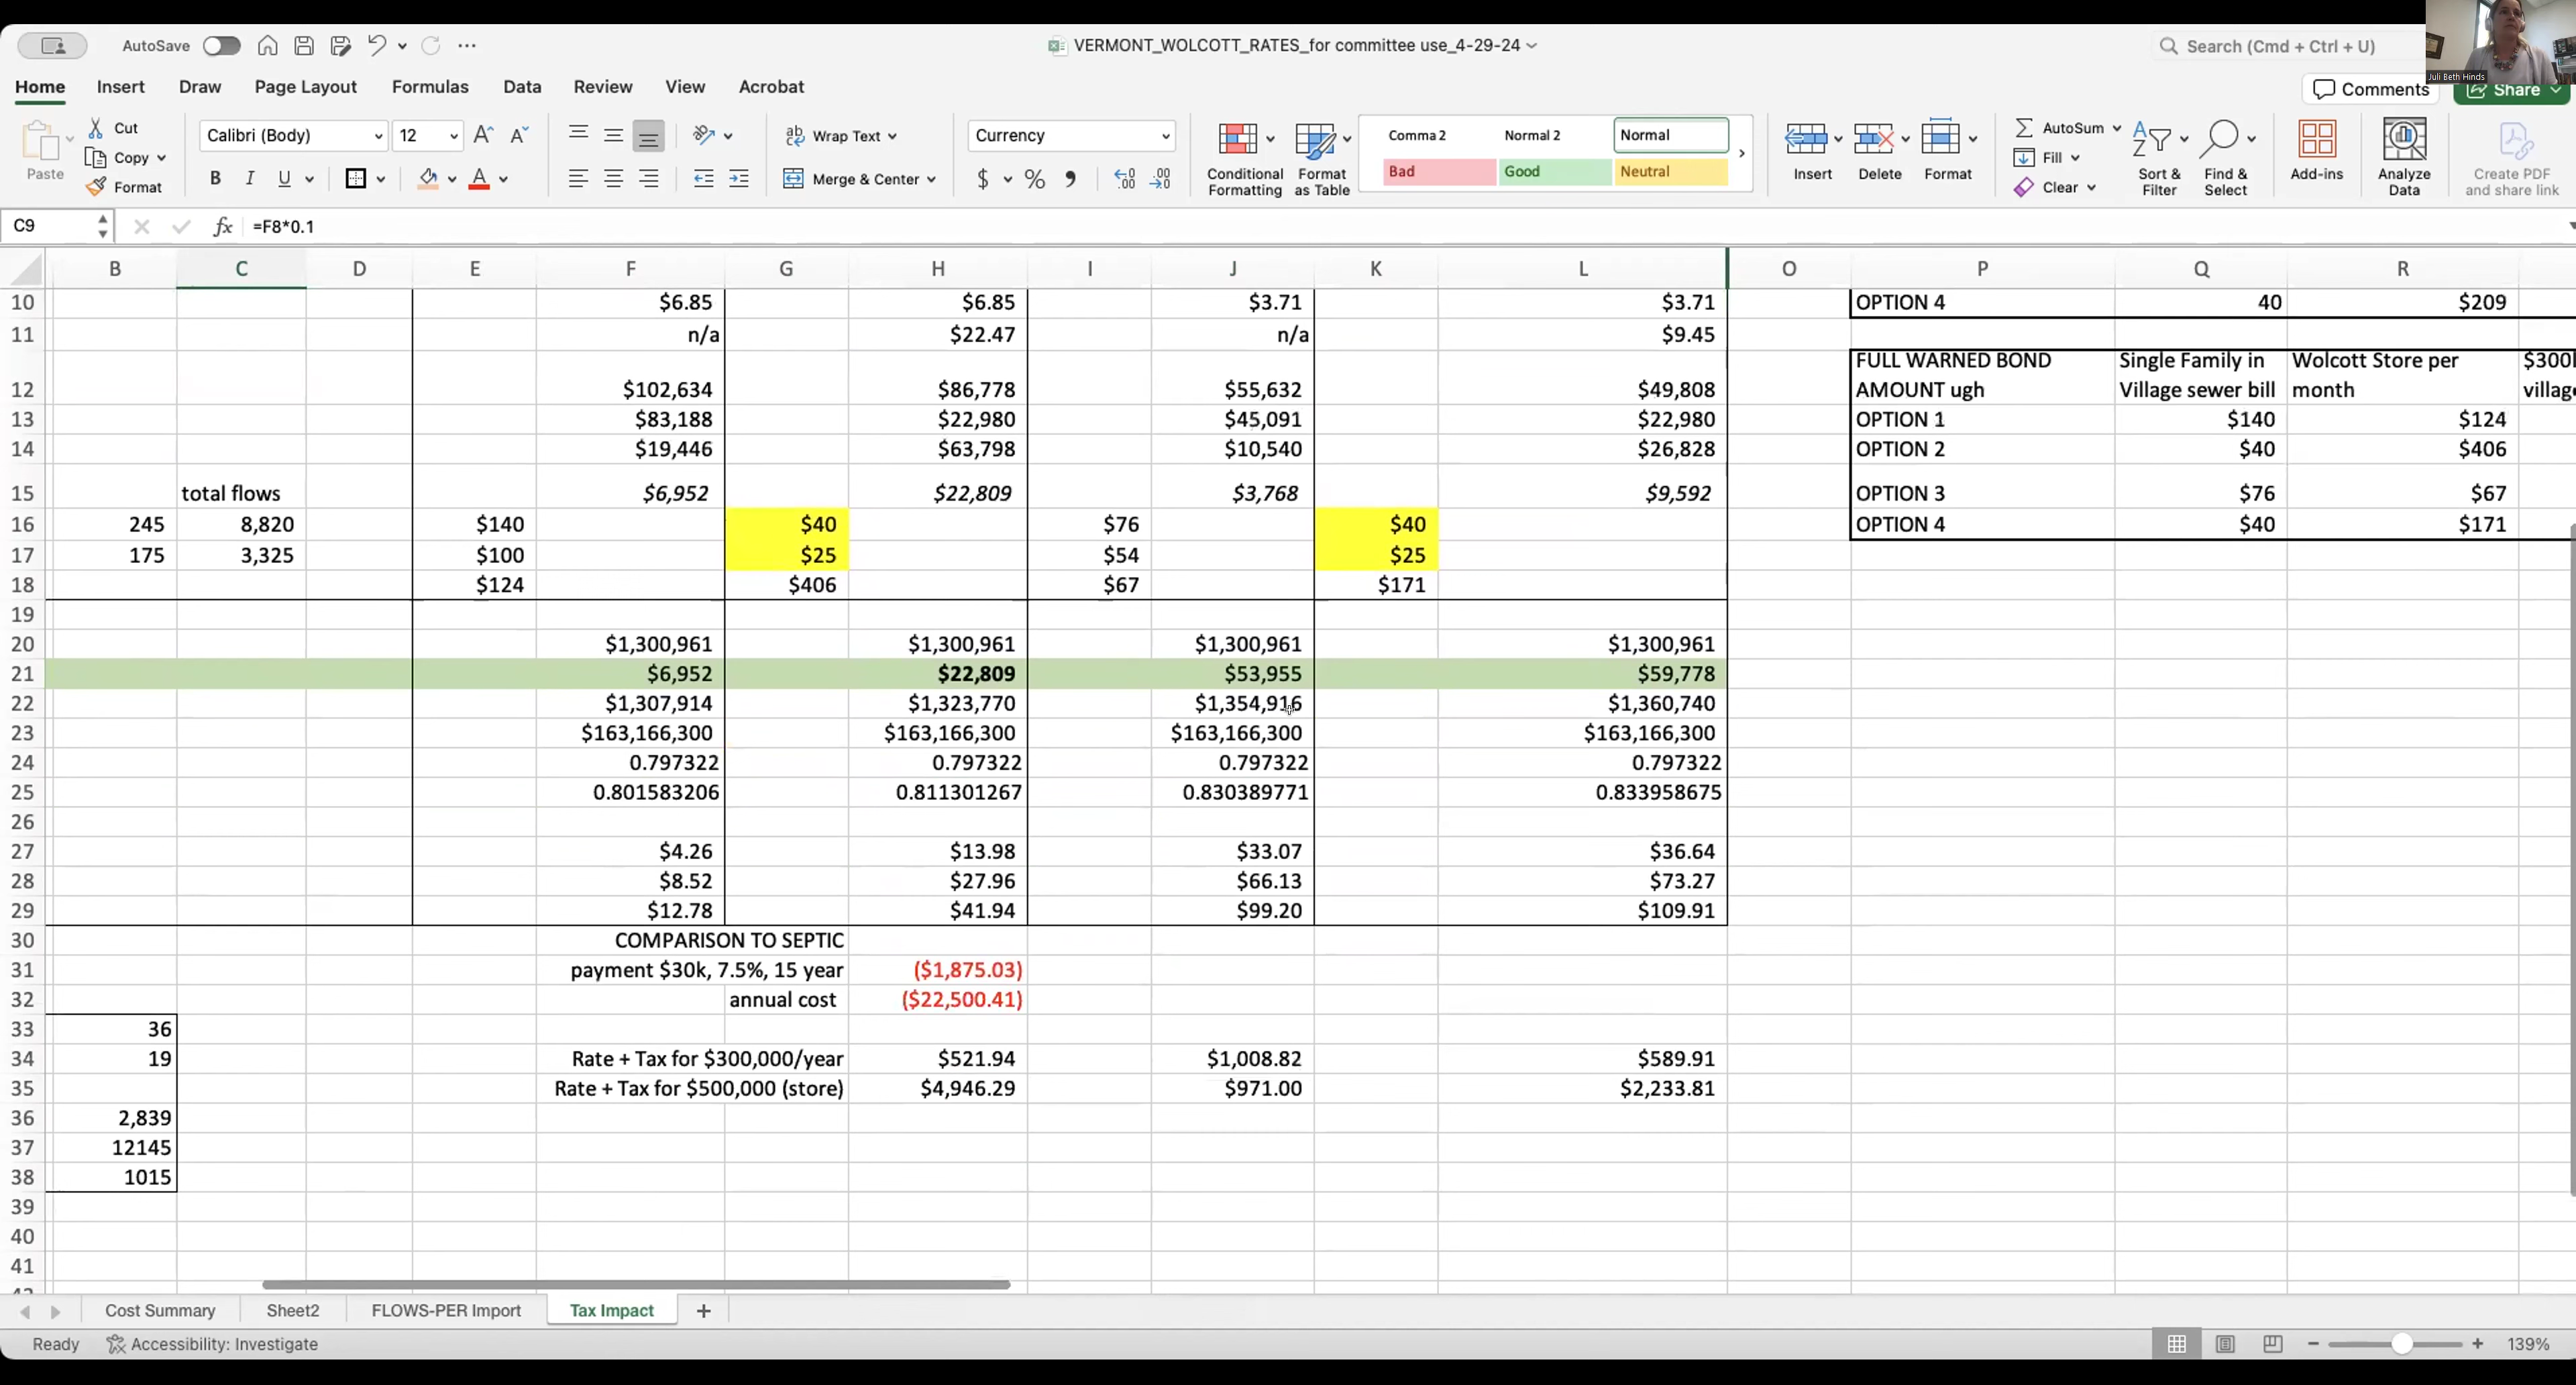 AutoSave
VERMONT_WOLCOTT_RATES_for committee use_4-29-24
Search (Cmd + Ctrl + U)
Juli Beth Hinds
Home Insert Draw Page Layout Formulas Data Review View Acrobat
Comments Share
Paste Cut Copy Format
Calibri (Body) 12
B I U
Wrap Text
Merge & Center
Currency
$ % 9
Conditional Formatting
Format as Table
Comma 2 Normal 2 Normal
Bad Good Neutral
Insert Delete Format
AutoSum
Fill
Clear
Sort & Filter
Find & Select
Add-ins
Analyze Data
Create PDF and share link
C9 fx =F8*0.1
B C D E F G H I J K L O P Q R
10 $6.85 $6.85 $3.71 $3.71 OPTION 4 40 $209
11 n/a $22.47 n/a $9.45
FULL WARNED BOND Single Family in Wolcott Store per
12 $102,634 $86,778 $55,632 $49,808 AMOUNT ugh Village sewer bill month
13 $83,188 $22,980 $45,091 $22,980 OPTION 1 $140 $124
14 $19,446 $63,798 $10,540 $26,828 OPTION 2 $40 $406
15 total flows $6,952 $22,809 $3,768 $9,592 OPTION 3 $76 $67
16 245 8,820 $140 $40 $76 $40 OPTION 4 $40 $171
17 175 3,325 $100 $25 $54 $25
18 $124 $406 $67 $171
19
20 $1,300,961 $1,300,961 $1,300,961 $1,300,961
21 $6,952 $22,809 $53,955 $59,778
22 $1,307,914 $1,323,770 $1,354,916 $1,360,740
23 $163,166,300 $163,166,300 $163,166,300 $163,166,300
24 0.797322 0.797322 0.797322 0.797322
25 0.801583206 0.811301267 0.830389771 0.833958675
26
27 $4.26 $13.98 $33.07 $36.64
28 $8.52 $27.96 $66.13 $73.27
29 $12.78 $41.94 $99.20 $109.91
30 COMPARISON TO SEPTIC
31 payment $30k, 7.5%, 15 year ($1,875.03)
32 annual cost ($22,500.41)
33 36
34 19 Rate + Tax for $300,000/year $521.94 $1,008.82 $589.91
35 Rate + Tax for $500,000 (store) $4,946.29 $971.00 $2,233.81
36 2,839
37 12145
38 1015
39
40
41
Cost Summary Sheet2 FLOWS-PER Import Tax Impact
Ready Accessibility: Investigate 139%